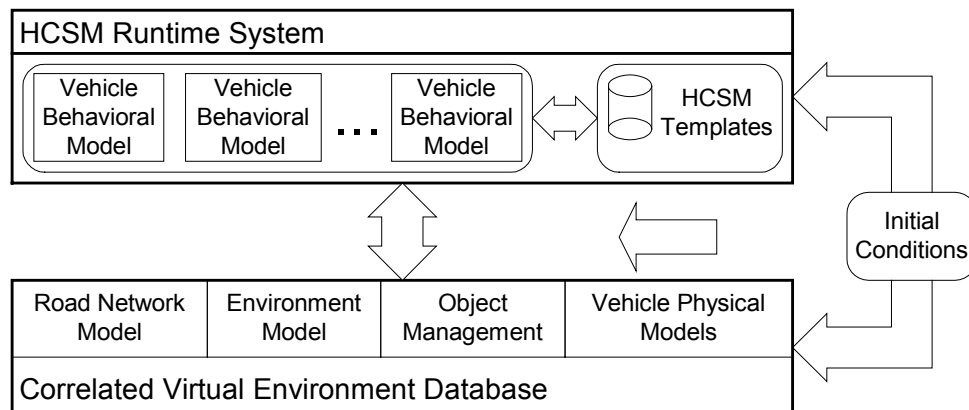 HCSM Runtime System
Vehicle
Behavioral
Model
Vehicle
Behavioral
Model
...
Vehicle
Behavioral
Model
HCSM
Templates
Initial
Conditions
Road Network
Model
Environment
Model
Object
Management
Vehicle Physical
Models
Correlated Virtual Environment Database